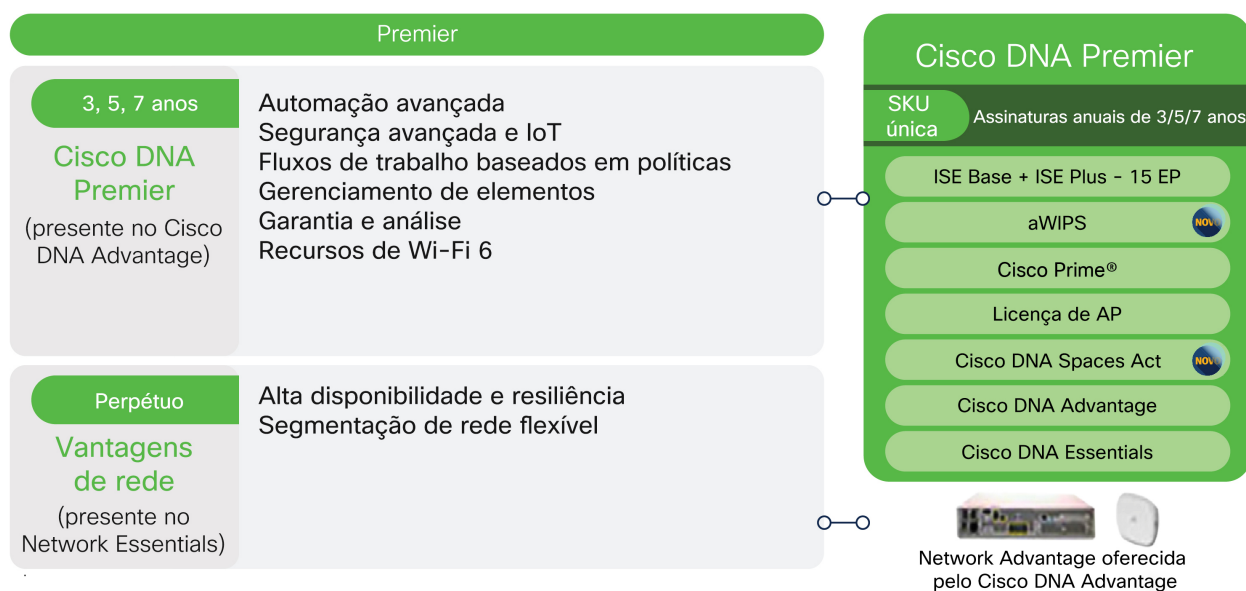 Premier
3, 5, 7 anos
Cisco DNA
Premier
(presente no Cisco
DNA Advantage)
Automação avançada
Segurança avançada e IoT
Fluxos de trabalho baseados em políticas
Gerenciamento de elementos
Garantia e análise
Recursos de Wi-Fi 6
Perpétuo
Vantagens
de rede
(presente no
Network Essentials)
Alta disponibilidade e resiliência
Segmentação de rede flexível
Cisco DNA Premier
SKU
única
Assinaturas anuais de 3/5/7 anos
ISE Base + ISE Plus - 15 EP
aWIPS
NOVO
Cisco Prime®
Licença de AP
Cisco DNA Spaces Act
NOVO
Cisco DNA Advantage
Cisco DNA Essentials
Network Advantage oferecida
pelo Cisco DNA Advantage